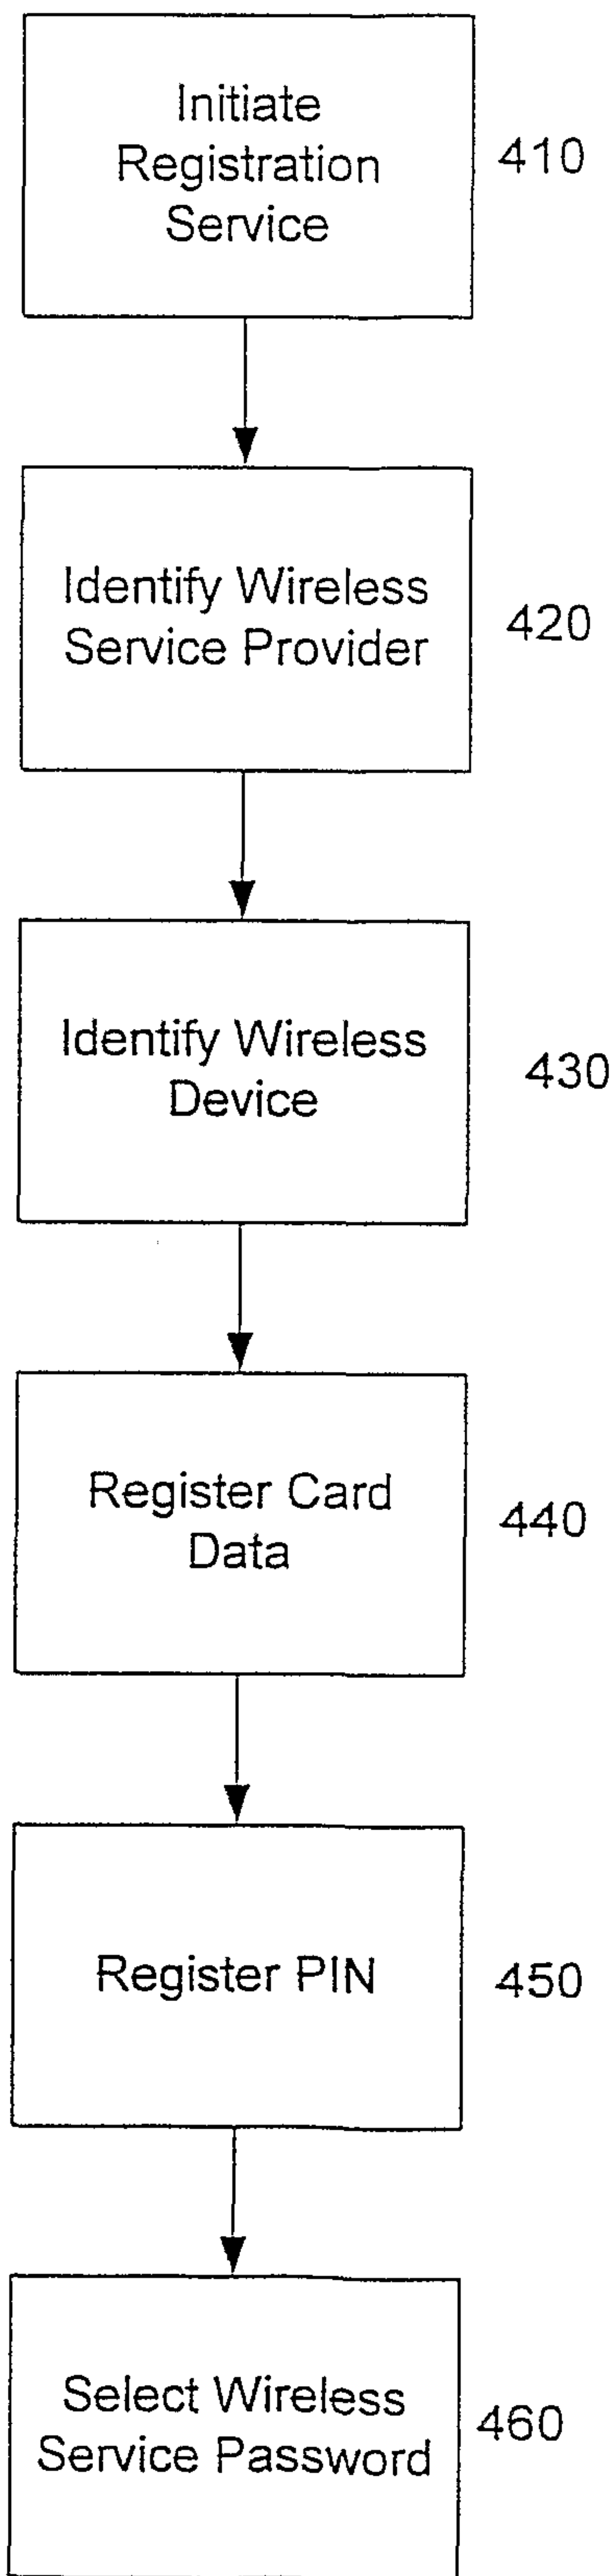 Initiate
Registration
Service
410
Identify Wireless
Service Provider
420
Identify Wireless
Device
430
Register Card
Data
440
Register PIN
450
Select Wireless
Service Password
460